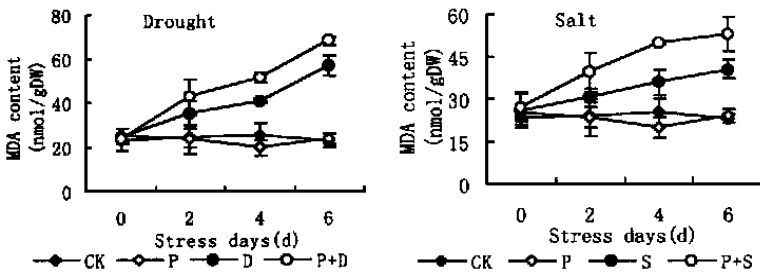 Drought
MDA content
(nmol/gDW)
80
60
40
20
0
0 2 4 6
Stress days(d)
CK P D P+D
Salt
MDA content
(nmol/gDW)
60
45
30
15
0
0 2 4 6
Stress days(d)
CK P S P+S